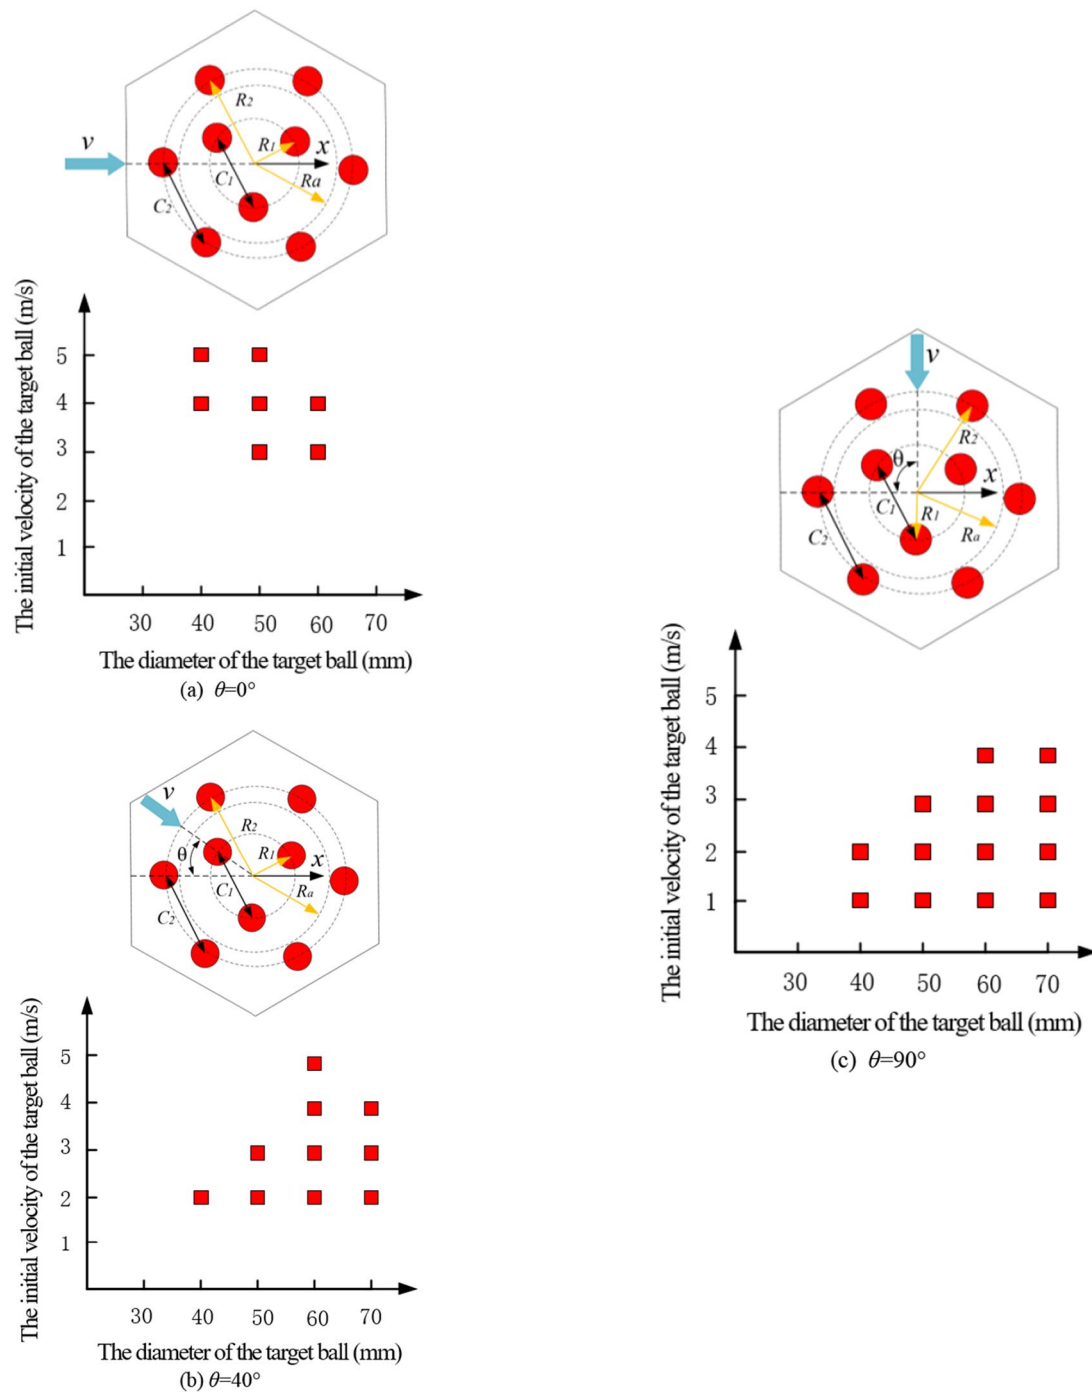 R2
v
R1
x
C1
Ra
C2
The initial velocity of the target ball (m/s)
5
4
3
2
1
30 40 50 60 70
The diameter of the target ball (mm)
(a) θ=0°
v
R2
θ
R1
x
C1
Ra
C2
The initial velocity of the target ball (m/s)
5
4
3
2
1
30 40 50 60 70
The diameter of the target ball (mm)
(b) θ=40°
v
R2
θ
x
C1
R1
Ra
C2
The initial velocity of the target ball (m/s)
5
4
3
2
1
30 40 50 60 70
The diameter of the target ball (mm)
(c) θ=90°